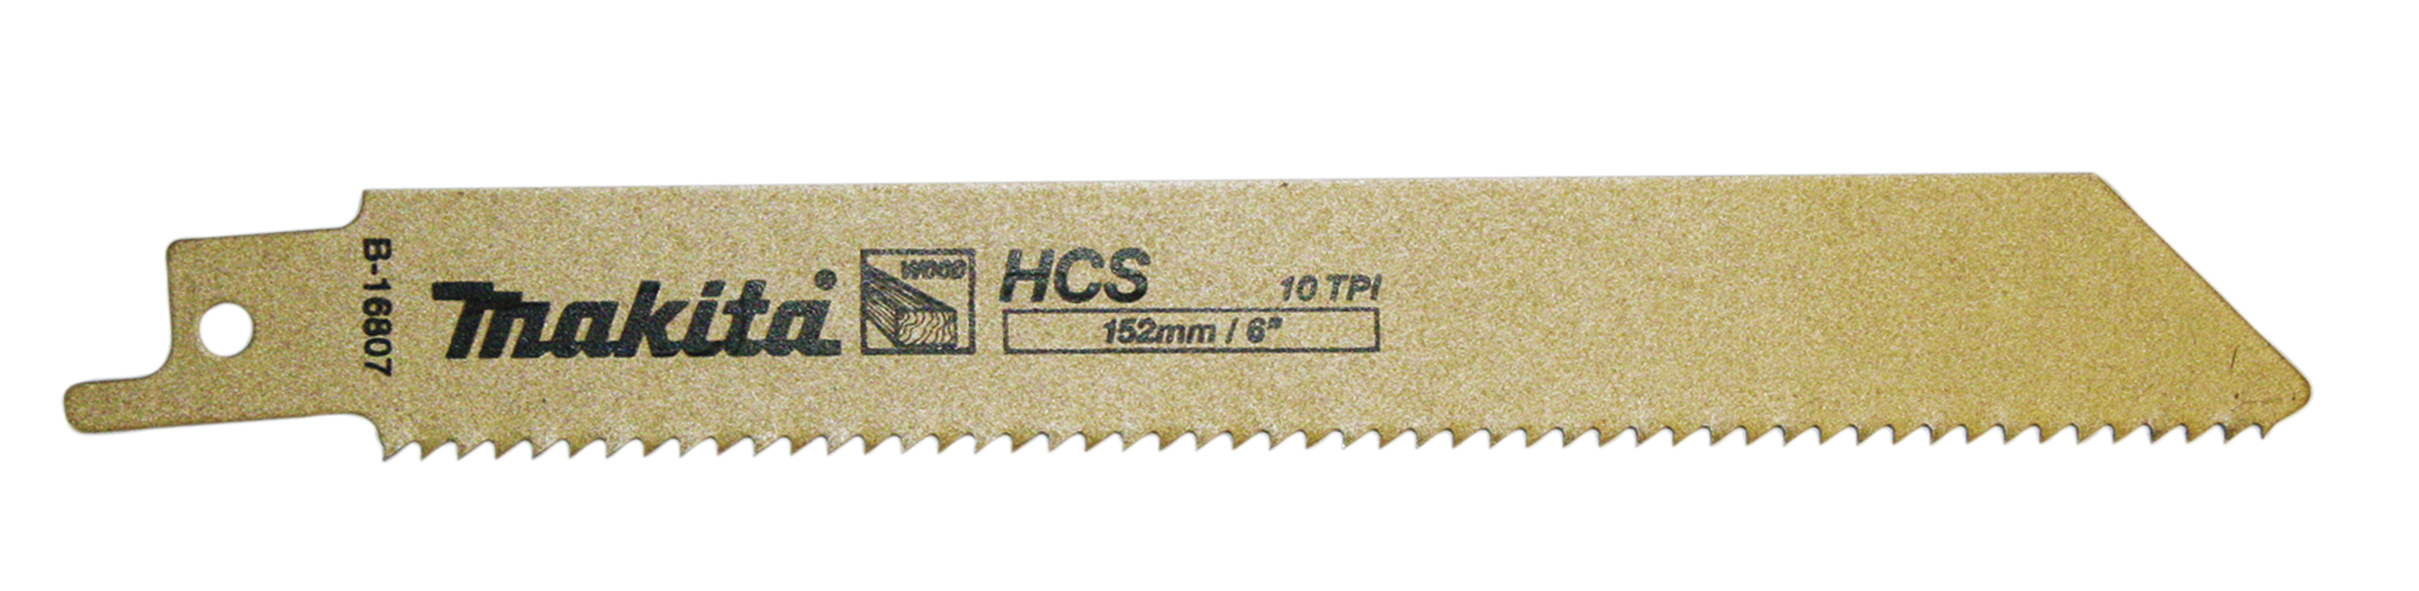 B-16807
makita®
WOOD
HCS
10 TPI
152mm / 6"